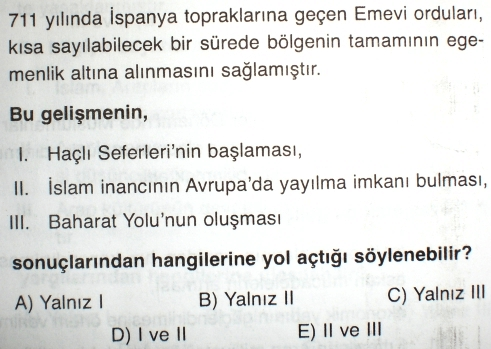 711 yılında İspanya topraklarına geçen Emevi orduları,
kısa sayılabilecek bir sürede bölgenin tamamının ege-
menlik altına alınmasını sağlamıştır.
Bu gelişmenin,
I. Haçlı Seferleri'nin başlaması,
II. İslam inancının Avrupa'da yayılma imkanı bulması,
III. Baharat Yolu'nun oluşması
sonuçlarından hangilerine yol açtığı söylenebilir?
A) Yalnız I B) Yalnız II C) Yalnız III
D) I ve II E) II ve III